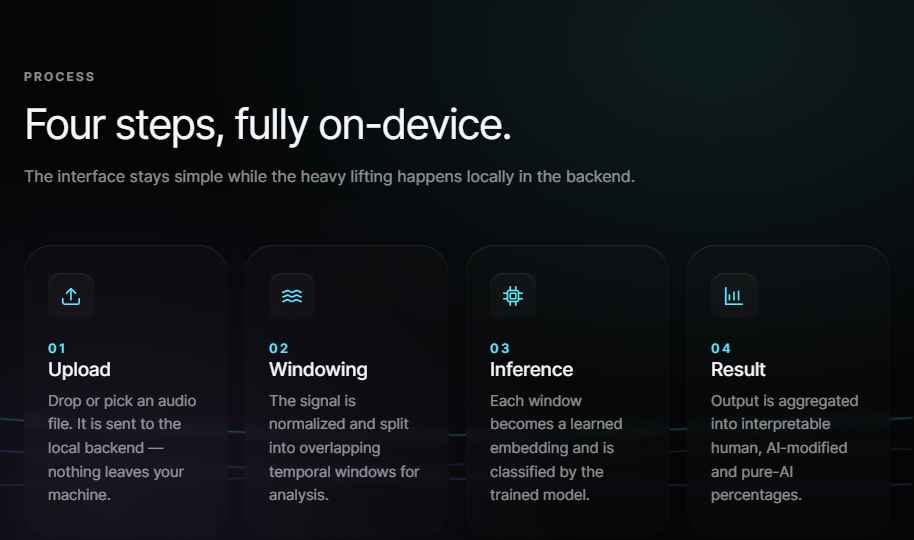 PROCESS
Four steps, fully on-device.
The interface stays simple while the heavy lifting happens locally in the backend.
01
Upload
Drop or pick an audio
file. It is sent to the
local backend —
nothing leaves your
machine.
02
Windowing
The signal is
normalized and split
into overlapping
temporal windows for
analysis.
03
Inference
Each window
becomes a learned
embedding and is
classified by the
trained model.
04
Result
Output is aggregated
into interpretable
human, AI-modified
and pure-AI
percentages.